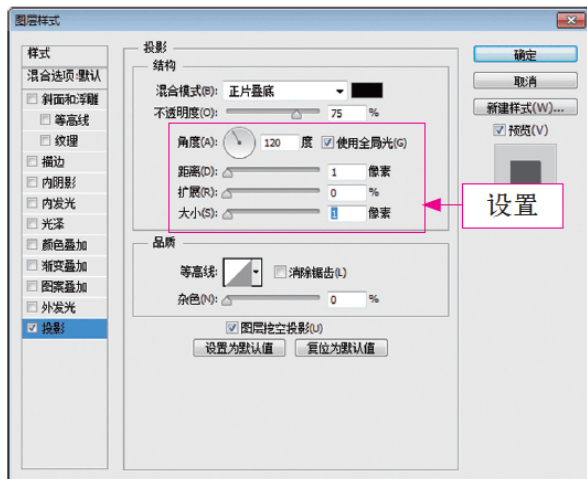 图层样式
样式
混合选项:默认
斜面和浮雕
等高线
纹理
描边
内阴影
内发光
光泽
颜色叠加
渐变叠加
图案叠加
外发光
投影
投影
结构
混合模式(B): 正片叠底
不透明度(O): 75 %
角度(A): 120 度 使用全局光(G)
距离(D): 1 像素
扩展(R): 0 %
大小(S): 1 像素
品质
等高线: 消除锯齿(L)
杂色(N): 0 %
图层挖空投影(U)
设置为默认值 复位为默认值
确定
取消
新建样式(W)...
预览(V)
设置